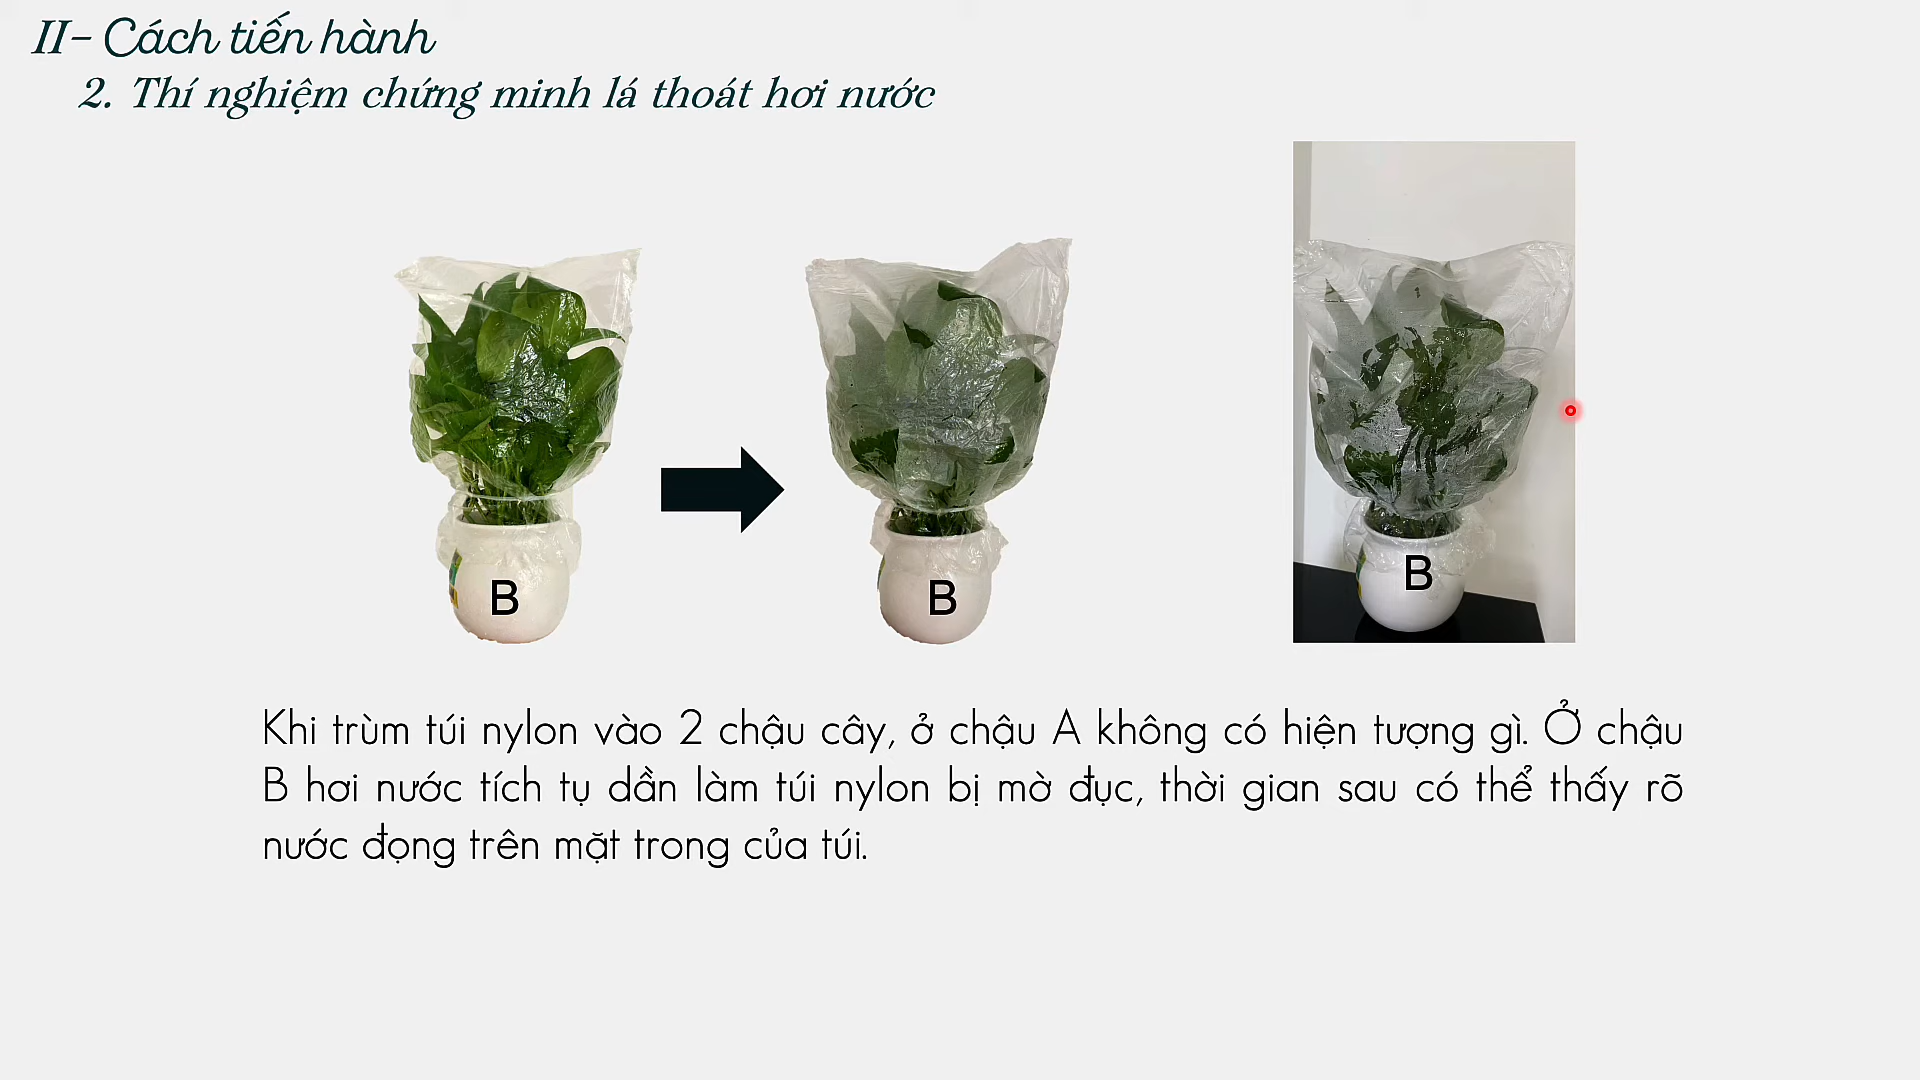 II- Cách tiến hành
2. Thí nghiệm chứng minh lá thoát hơi nước
B
B
B
Khi trùm túi nylon vào 2 chậu cây, ở chậu A không có hiện tượng gì. Ở chậu
B hơi nước tích tụ dần làm túi nylon bị mờ đục, thời gian sau có thể thấy rõ
nước đọng trên mặt trong của túi.